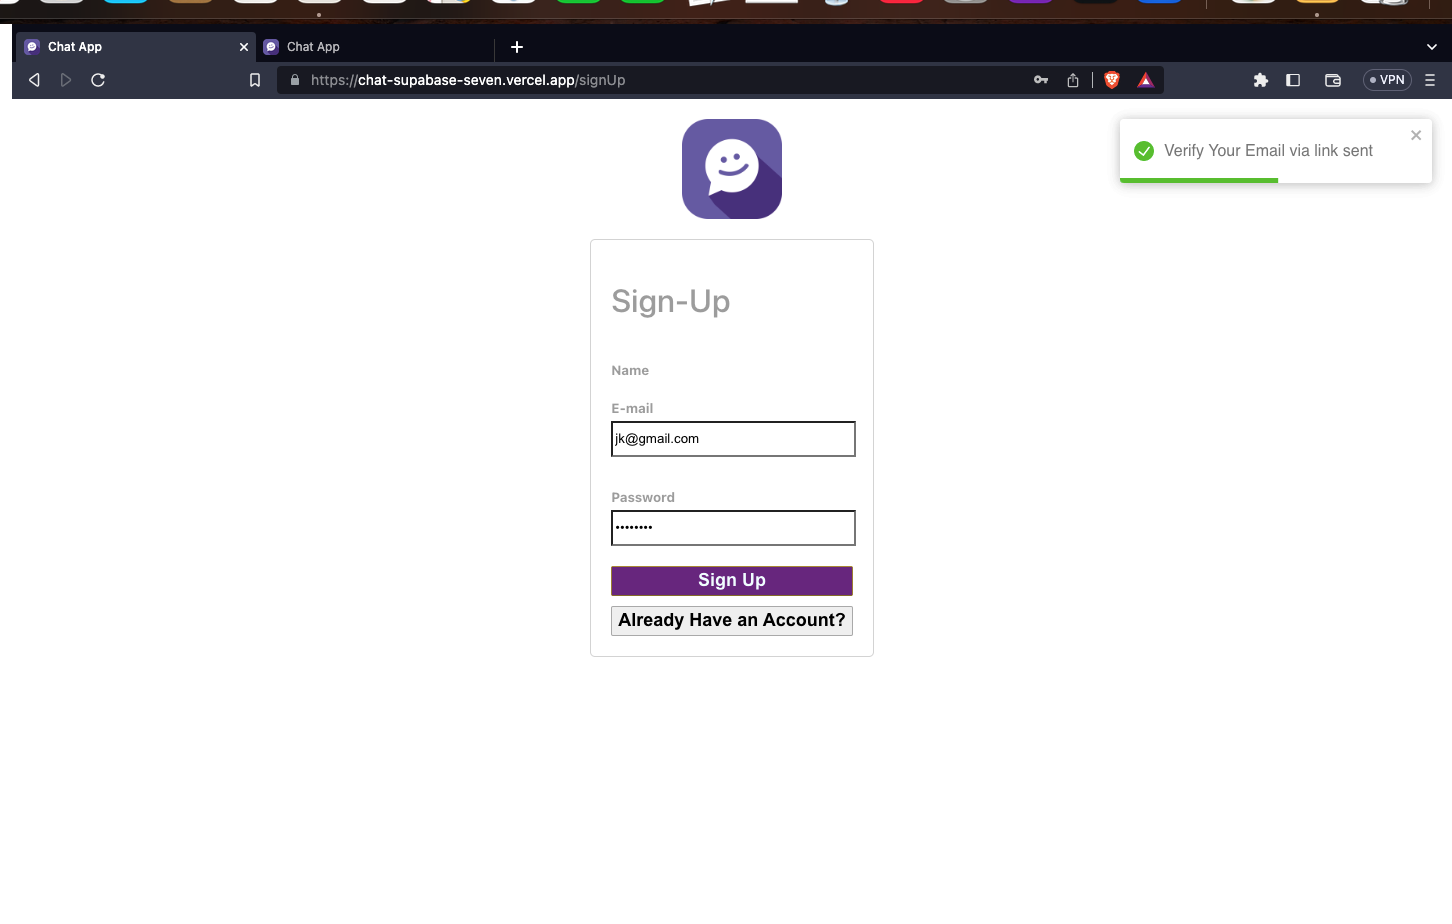 Chat App
Chat App
https://chat-supabase-seven.vercel.app/signUp
VPN
Verify Your Email via link sent
Sign-Up
Name
E-mail
jk@gmail.com
Password
••••••••
Sign Up
Already Have an Account?